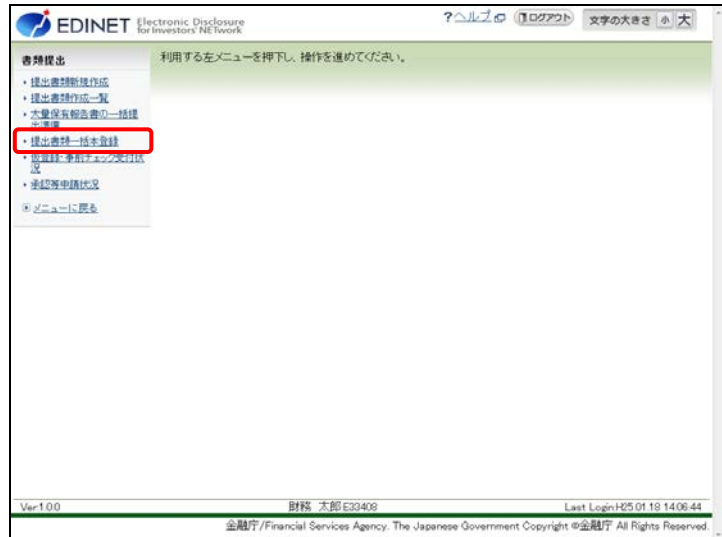 EDINET Electronic Disclosure for Investors' NETwork
?ヘルプ ログアウト 文字の大きさ 小 大
書類提出
利用する左メニューを押下し、操作を進めてください。
・提出書類新規作成
・提出書類作成一覧
・大量保有報告書の一括提
出準備
・提出書類一括本登録
・仮登録・事前チェック受付状
況
・承認等申請状況
メニューに戻る
Ver1.0.0 財務 太郎 E33408 Last Login:H25.01.18 14:06:44
金融庁/Financial Services Agency. The Japanese Government Copyright ©金融庁 All Rights Reserved.